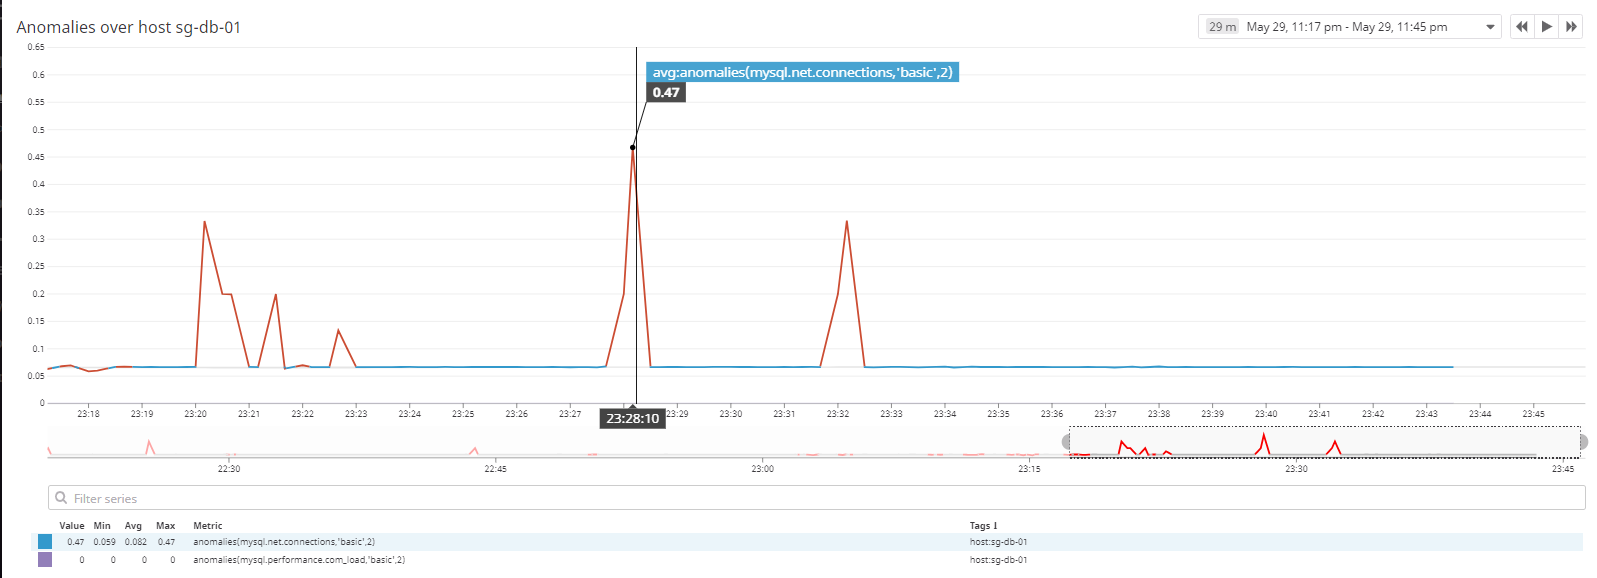 Anomalies over host sg-db-01
29 m May 29, 11:17 pm - May 29, 11:45 pm
0.65
0.6
0.55
0.5
0.45
0.4
0.35
0.3
0.25
0.2
0.15
0.1
0.05
0
avg:anomalies(mysql.net.connections,'basic',2)
0.47
23:18 23:19 23:20 23:21 23:22 23:23 23:24 23:25 23:26 23:27 23:29 23:30 23:31 23:32 23:33 23:34 23:35 23:36 23:37 23:38 23:39 23:40 23:41 23:42 23:43 23:44 23:45
23:28:10
22:30 22:45 23:00 23:15 23:30 23:45
Filter series
Value Min Avg Max Metric Tags
0.47 0.059 0.082 0.47 anomalies(mysql.net.connections,'basic',2) host:sg-db-01
0 0 0 0 anomalies(mysql.performance.com_load,'basic',2) host:sg-db-01